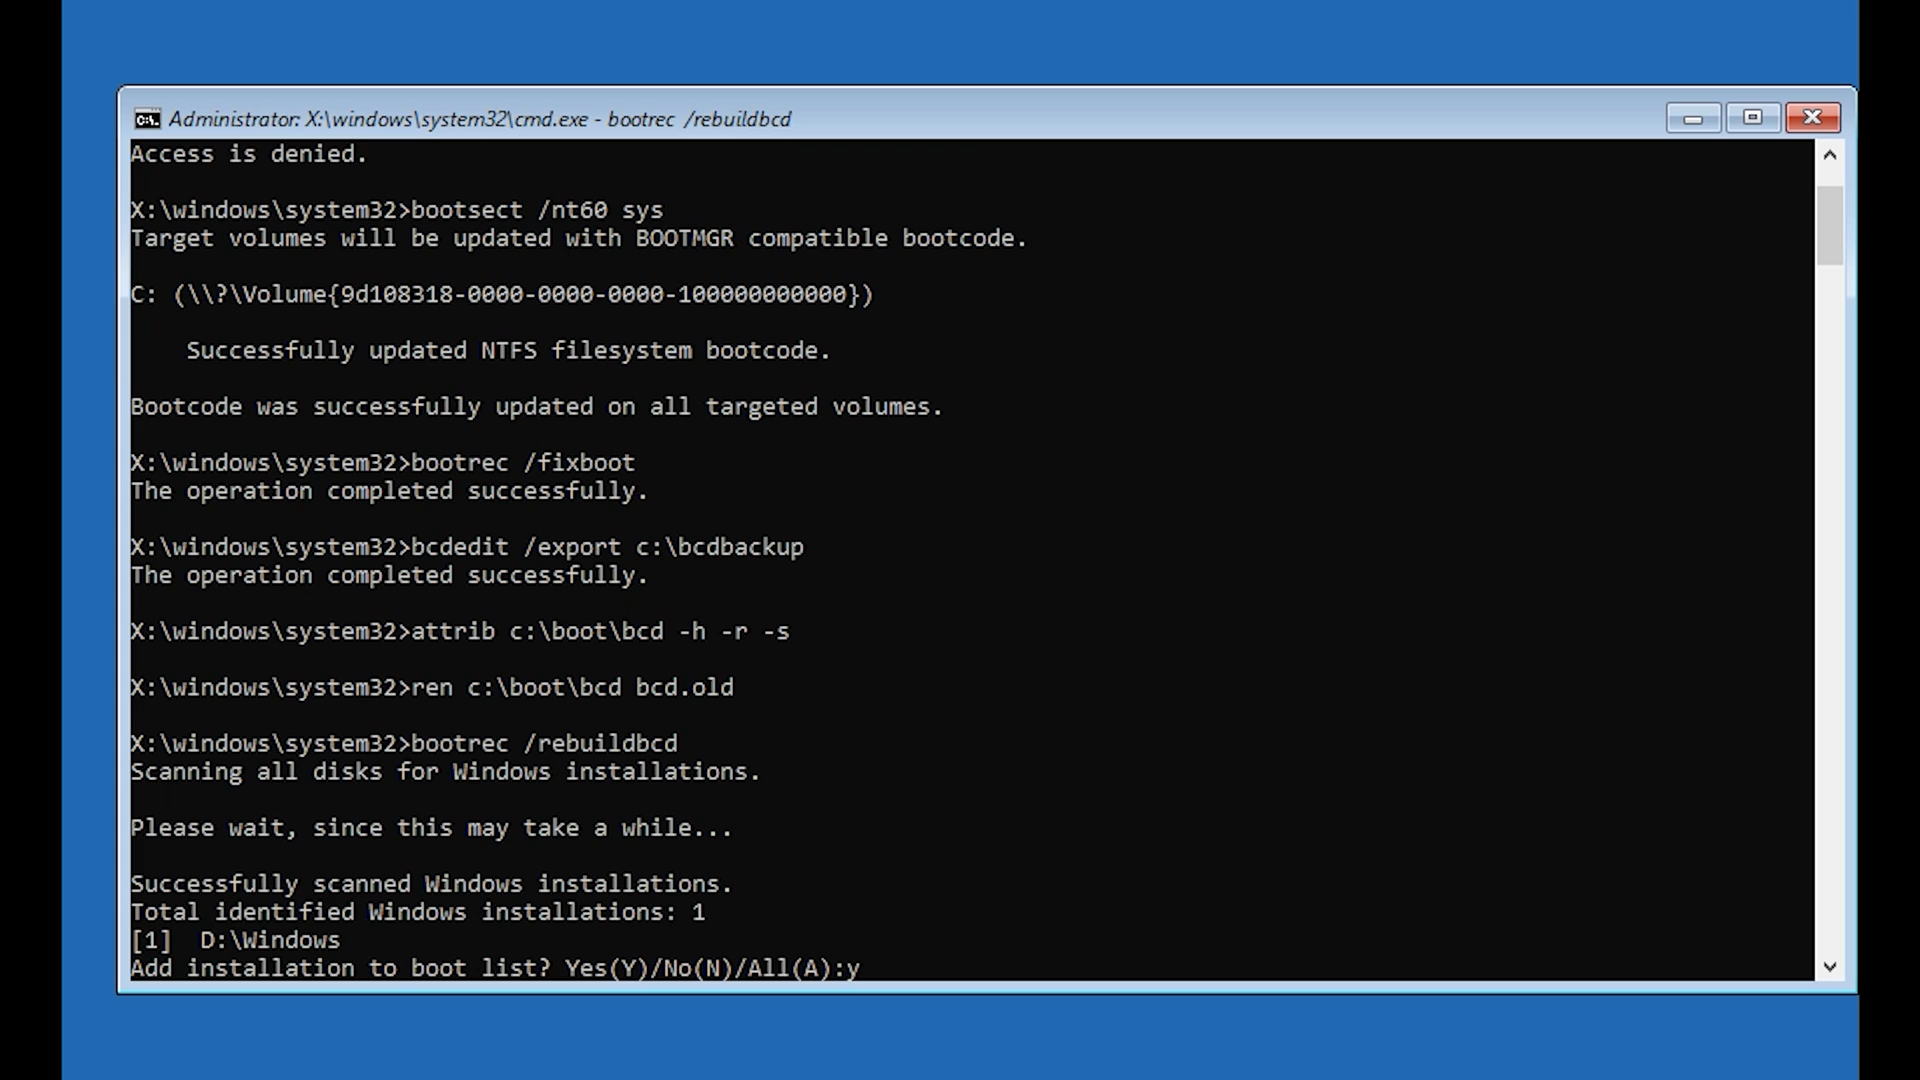 Administrator: X:\windows\system32\cmd.exe - bootrec /rebuildbcd
Access is denied.
X:\windows\system32>bootsect /nt60 sys
Target volumes will be updated with BOOTMGR compatible bootcode.
C: (\\?\Volume{9d108318-0000-0000-0000-100000000000})
Successfully updated NTFS filesystem bootcode.
Bootcode was successfully updated on all targeted volumes.
X:\windows\system32>bootrec /fixboot
The operation completed successfully.
X:\windows\system32>bcdedit /export c:\bcdbackup
The operation completed successfully.
X:\windows\system32>attrib c:\boot\bcd -h -r -s
X:\windows\system32>ren c:\boot\bcd bcd.old
X:\windows\system32>bootrec /rebuildbcd
Scanning all disks for Windows installations.
Please wait, since this may take a while...
Successfully scanned Windows installations.
Total identified Windows installations: 1
[1]  D:\Windows
Add installation to boot list? Yes(Y)/No(N)/All(A):y